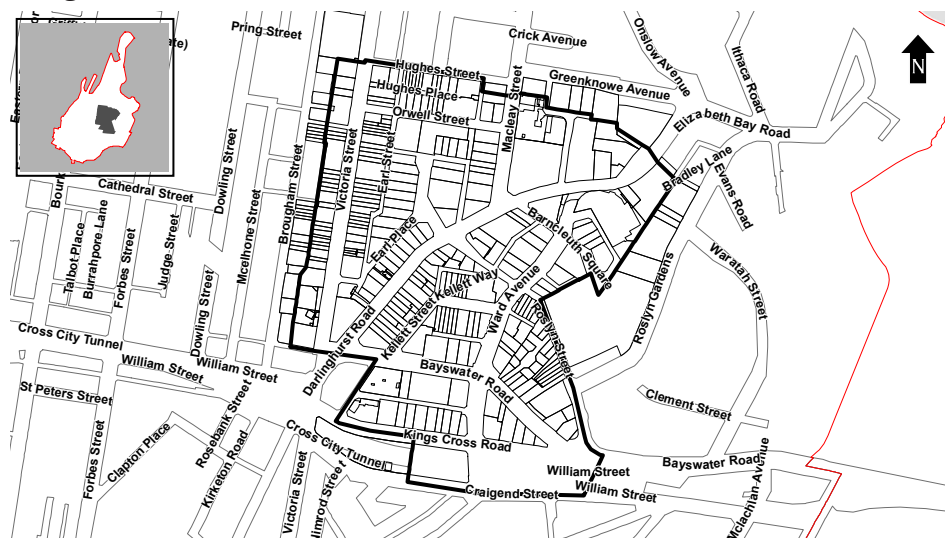 Pring Street
Crick Avenue
Onslow Avenue
Ithaca Road
N
Hughes Street
Greenknowe Avenue
Hughes Place
Macleay Street
Orwell Street
Elizabeth Bay Road
Bradley Lane
Evans Road
Dowling Street
Victoria Street
Earl Street
Brougham Street
Cathedral Street
Mcelhone Street
Talbot Place
Burrahpore Lane
Forbes Street
Judge Street
Earl Place
Barncleuth Square
Waratah Street
Kellett Way
Ward Avenue
Roslyn Gardens
Dowling Street
Darlinghurst Road
Kellett Street
Roslyn Street
Cross City Tunnel
William Street
William Street
Bayswater Road
St Peters Street
Clement Street
Rosebank Street
Forbes Street
Clapton Place
Kirketon Road
Cross City Tunnel
Kings Cross Road
Victoria Street
William Street
Bayswater Road
Craigend Street
William Street
Mclachlan Avenue